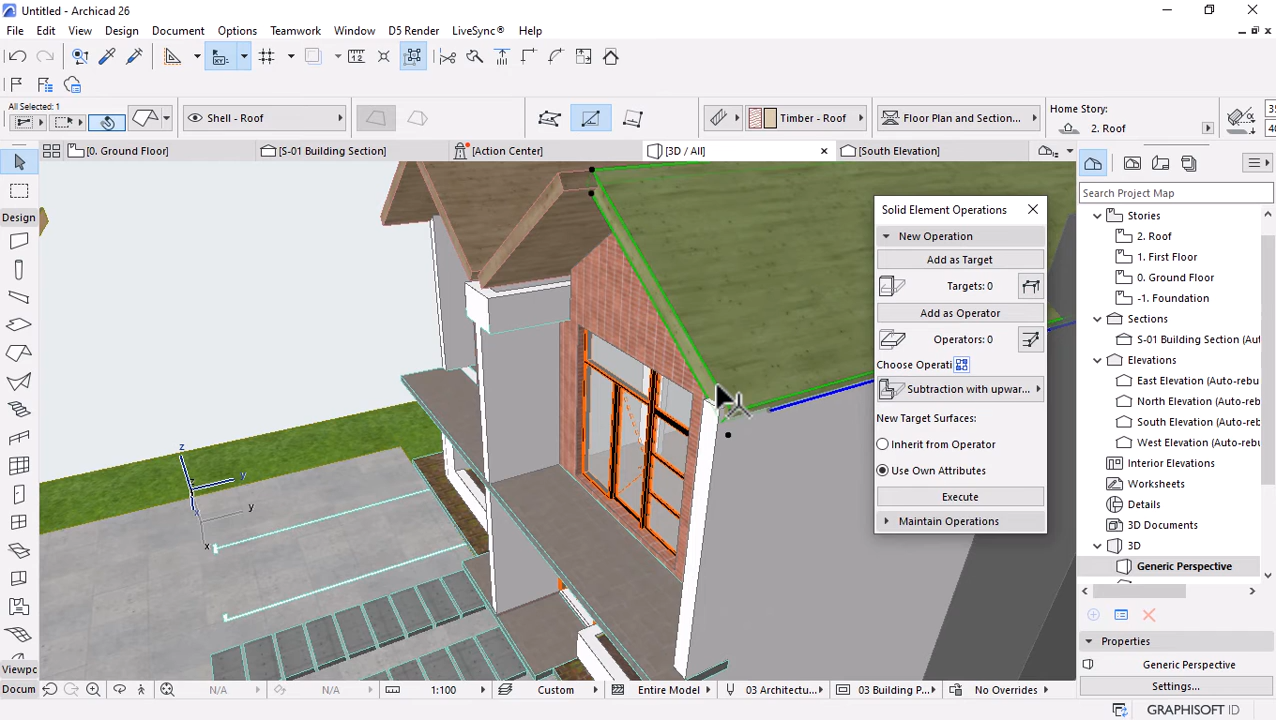 Untitled - Archicad 26
File Edit View Design Document Options Teamwork Window D5 Render LiveSync® Help
All Selected: 1
Shell - Roof
Timber - Roof
Floor Plan and Section...
Home Story:
2. Roof
[0. Ground Floor]
[S-01 Building Section]
[Action Center]
[3D / All]
[South Elevation]
Design
Viewpc
Docum
Solid Element Operations
New Operation
Add as Target
Targets: 0
Add as Operator
Operators: 0
Choose Operati
Subtraction with upwar...
New Target Surfaces:
Inherit from Operator
Use Own Attributes
Execute
Maintain Operations
z
y
x
y
x
Search Project Map
Stories
2. Roof
1. First Floor
0. Ground Floor
-1. Foundation
Sections
S-01 Building Section (Au
Elevations
East Elevation (Auto-rebu
North Elevation (Auto-reb
South Elevation (Auto-reb
West Elevation (Auto-rebu
Interior Elevations
Worksheets
Details
3D Documents
3D
Generic Perspective
Properties
Generic Perspective
Settings...
N/A
N/A
1:100
Custom
Entire Model
03 Architectu...
03 Building P...
No Overrides
GRAPHISOFT ID